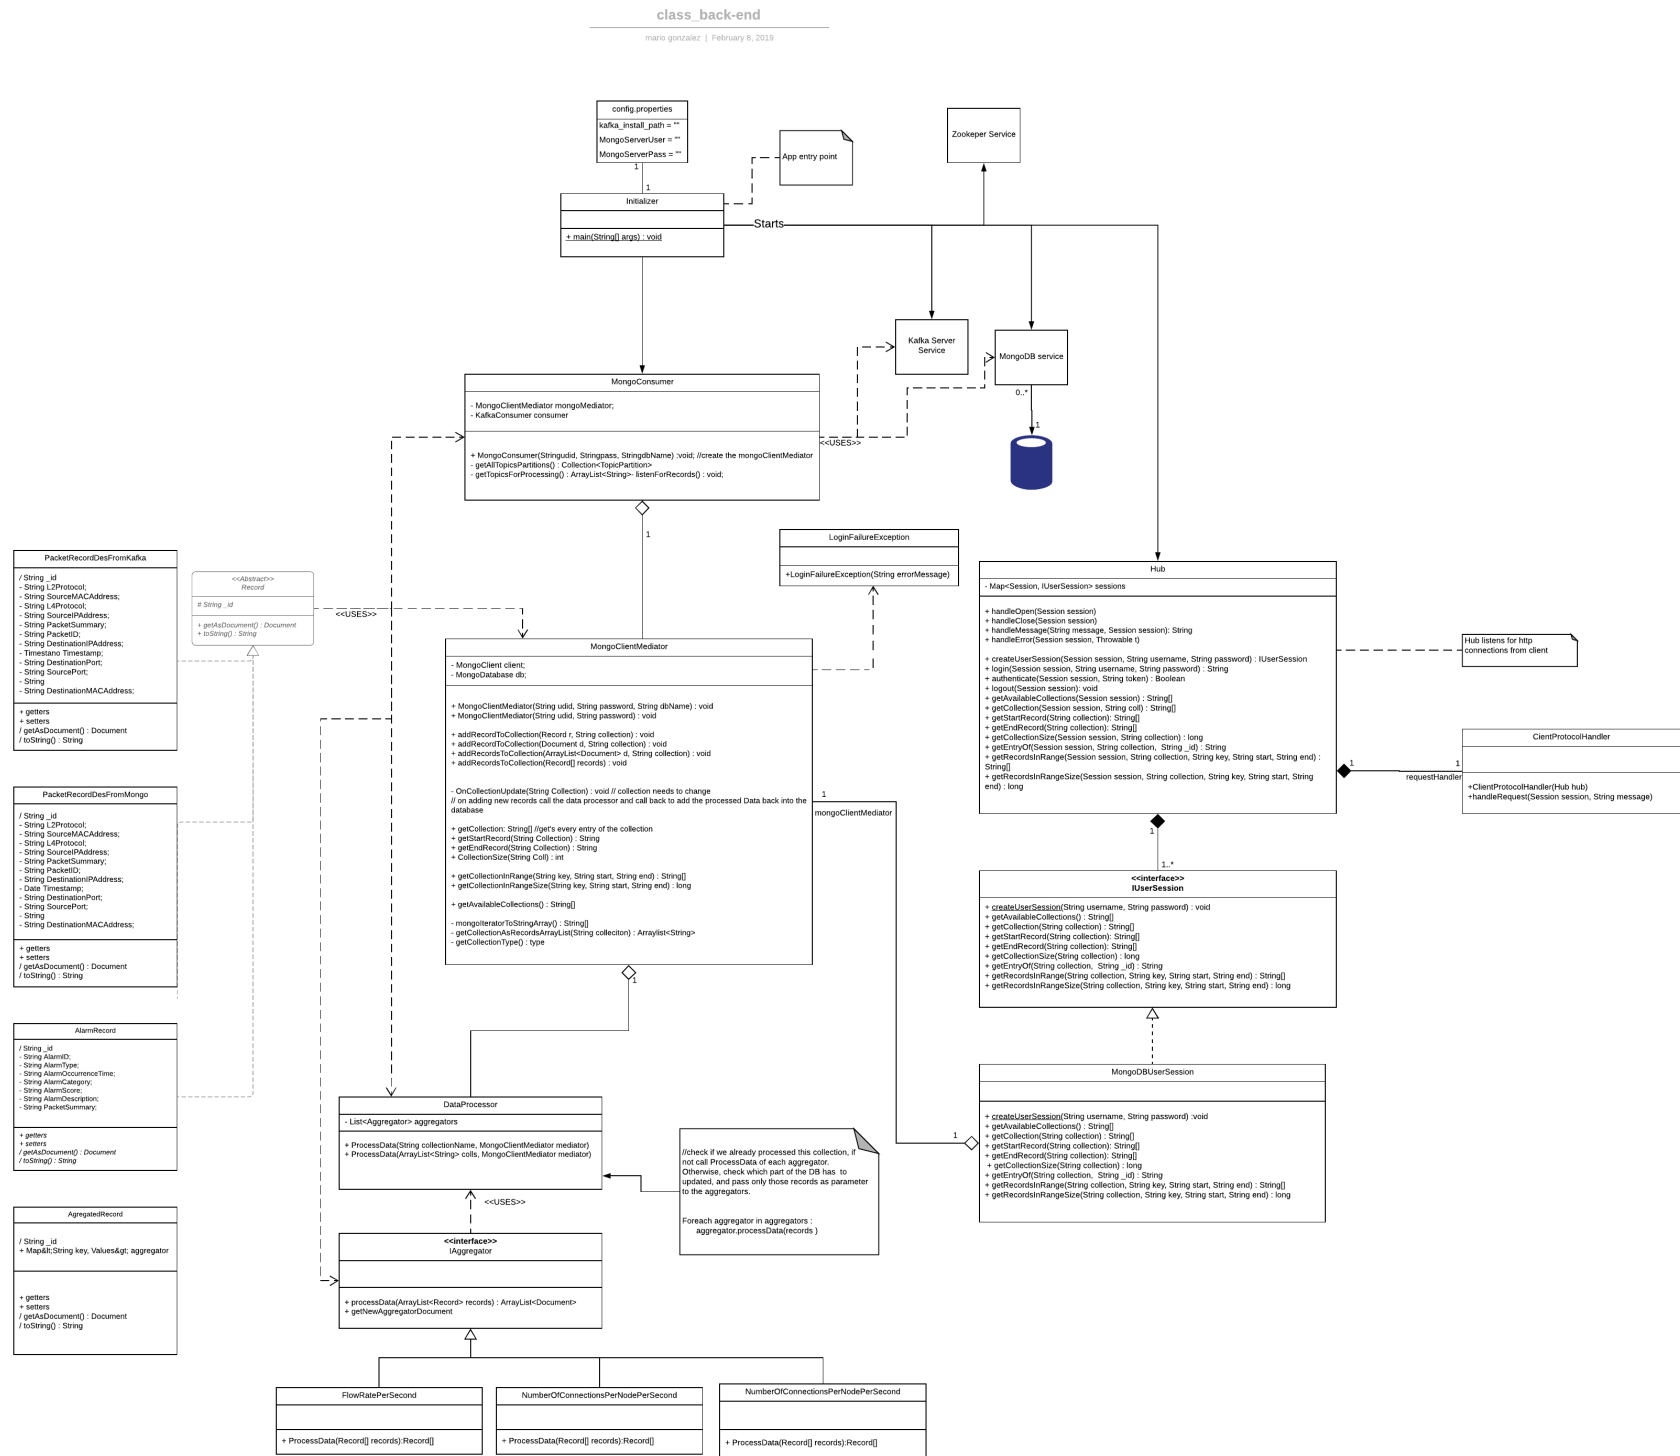 class_back-end
mario gonzalez | February 8, 2019
config.properties
kafka_install_path = ""
MongoServerUser = ""
MongoServerPass = ""
1
1
App entry point
Zookeper Service
Initializer
+ main(String[] args) : void
Starts
Kafka Server
Service
MongoDB service
0..*
1
MongoConsumer
- MongoClientMediator mongoMediator;
- KafkaConsumer consumer
+ MongoConsumer(Stringudid, Stringpass, StringdbName) :void; //create the mongoClientMediator
- getAllTopicsPartitions() : Collection<TopicPartition>
- getTopicsForProcessing() : ArrayList<String>- listenForRecords() : void;
<<USES>>
1
LoginFailureException
+LoginFailureException(String errorMessage)
PacketRecordDesFromKafka
/ String _id
- String L2Protocol;
- String SourceMACAddress;
- String L4Protocol;
- String SourceIPAddress;
- String PacketSummary;
- String PacketID;
- String DestinationIPAddress;
- Timestano Timestamp;
- String DestinationPort;
- String SourcePort;
- String
- String DestinationMACAddress;
+ getters
+ setters
/ getAsDocument() : Document
/ toString() : String
<<Abstract>>
Record
# String _id
+ getAsDocument() : Document
+ toString() : String
<<USES>>
MongoClientMediator
- MongoClient client;
- MongoDatabase db;
+ MongoClientMediator(String udid, String password, String dbName) : void
+ MongoClientMediator(String udid, String password) : void
+ addRecordToCollection(Record r, String collection) : void
+ addRecordToCollection(Document d, String collection) : void
+ addRecordsToCollection(ArrayList<Document> d, String collection) : void
+ addRecordsToCollection(Record[] records) : void
- OnCollectionUpdate(String Collection) : void // collection needs to change
// on adding new records call the data processor and call back to add the processed Data back into the
database
+ getCollection: String[] //get's every entry of the collection
+ getStartRecord(String Collection) : String
+ getEndRecord(String Collection) : String
+ CollectionSize(String Coll) : int
+ getCollectionInRange(String key, String start, String end) : String[]
+ getCollectionInRangeSize(String key, String start, String end) : long
+ getAvailableCollections() : String[]
- mongoIteratorToStringArray() : String[]
- getCollectionAsRecordsArrayList(String colleciton) : Arraylist<String>
- getCollectionType() : type
1
1
mongoClientMediator
Hub
- Map<Session, IUserSession> sessions
+ handleOpen(Session session)
+ handleClose(Session session)
+ handleMessage(String message, Session session): String
+ handleError(Session session, Throwable t)
+ createUserSession(Session session, String username, String password) : IUserSession
+ login(Session session, String username, String password) : String
+ authenticate(Session session, String token) : Boolean
+ logout(Session session): void
+ getAvailableCollections(Session session) : String[]
+ getCollection(Session session, String coll) : String[]
+ getStartRecord(String collection): String[]
+ getEndRecord(String collection): String[]
+ getCollectionSize(Session session, String collection) : long
+ getEntryOf(Session session, String collection, String _id) : String
+ getRecordsInRange(Session session, String collection, String key, String start, String end) :
String[]
+ getRecordsInRangeSize(Session session, String collection, String key, String start, String
end) : long
Hub listens for http
connections from client
CientProtocolHandler
+ClientProtocolHandler(Hub hub)
+handleRequest(Session session, String message)
1
1
requestHandler
1
1..*
<<interface>>
IUserSession
+ createUserSession(String username, String password) : void
+ getAvailableCollections() : String[]
+ getCollection(String collection) : String[]
+ getStartRecord(String collection): String[]
+ getEndRecord(String collection): String[]
+ getCollectionSize(String collection) : long
+ getEntryOf(String collection, String _id) : String
+ getRecordsInRange(String collection, String key, String start, String end) : String[]
+ getRecordsInRangeSize(String collection, String key, String start, String end) : long
MongoDBUserSession
+ createUserSession(String username, String password) :void
+ getAvailableCollections() : String[]
+ getCollection(String collection) : String[]
+ getStartRecord(String collection): String[]
+ getEndRecord(String collection): String[]
+ getCollectionSize(String collection) : long
+ getEntryOf(String collection, String _id) : String
+ getRecordsInRange(String collection, String key, String start, String end) : String[]
+ getRecordsInRangeSize(String collection, String key, String start, String end) : long
1
PacketRecordDesFromMongo
/ String _id
- String L2Protocol;
- String SourceMACAddress;
- String L4Protocol;
- String SourceIPAddress;
- String PacketSummary;
- String PacketID;
- String DestinationIPAddress;
- Date Timestamp;
- String DestinationPort;
- String SourcePort;
- String
- String DestinationMACAddress;
+ getters
+ setters
/ getAsDocument() : Document
/ toString() : String
AlarmRecord
/ String _id
- String AlarmID;
- String AlarmType;
- String AlarmOccurrenceTime;
- String AlarmCategory;
- String AlarmScore;
- String AlarmDescription;
- String PacketSummary;
+ getters
+ setters
/ getAsDocument() : Document
/ toString() : String
AgregatedRecord
/ String _id
+ Map&lt;String key, Values&gt; aggregator
+ getters
+ setters
/ getAsDocument() : Document
/ toString() : String
DataProcessor
- List<Aggregator> aggregators
+ ProcessData(String collectionName, MongoClientMediator mediator)
+ ProcessData(ArrayList<String> colls, MongoClientMediator mediator)
<<USES>>
//check if we already processed this collection, if
not call ProcessData of each aggregator.
Otherwise, check which part of the DB has to
updated, and pass only those records as parameter
to the aggregators.
Foreach aggregator in aggregators :
aggregator.processData(records )
<<interface>>
IAggregator
+ processData(ArrayList<Record> records) : ArrayList<Document>
+ getNewAggregatorDocument
FlowRatePerSecond
+ ProcessData(Record[] records):Record[]
NumberOfConnectionsPerNodePerSecond
+ ProcessData(Record[] records):Record[]
NumberOfConnectionsPerNodePerSecond
+ ProcessData(Record[] records):Record[]